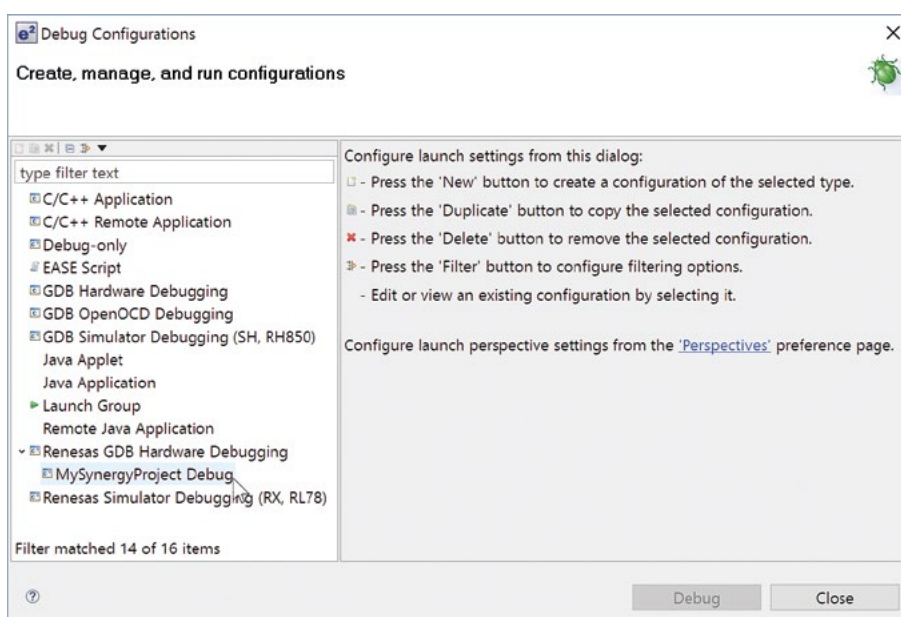 e² Debug Configurations
Create, manage, and run configurations
type filter text
C/C++ Application
C/C++ Remote Application
Debug-only
EASE Script
GDB Hardware Debugging
GDB OpenOCD Debugging
GDB Simulator Debugging (SH, RH850)
Java Applet
Java Application
Launch Group
Remote Java Application
Renesas GDB Hardware Debugging
MySynergyProject Debug
Renesas Simulator Debugging (RX, RL78)
Filter matched 14 of 16 items
Configure launch settings from this dialog:
- Press the 'New' button to create a configuration of the selected type.
- Press the 'Duplicate' button to copy the selected configuration.
- Press the 'Delete' button to remove the selected configuration.
- Press the 'Filter' button to configure filtering options.
- Edit or view an existing configuration by selecting it.
Configure launch perspective settings from the 'Perspectives' preference page.
?
Debug
Close